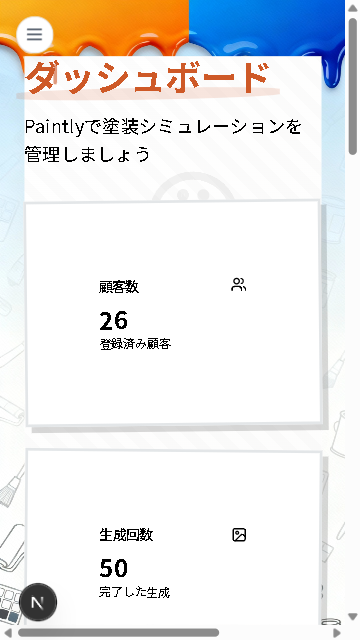 ダッシュボード
Paintlyで塗装シミュレーションを
管理しましょう
顧客数
26
登録済み顧客
生成回数
50
完了した生成
N